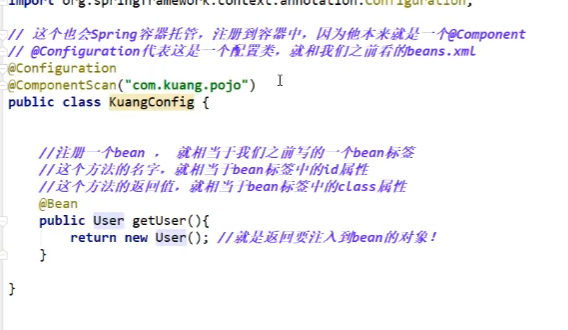 import org.springframework.context.annotation.Configuration;
// 这个也会Spring容器托管，注册到容器中，因为他本来就是一个@Component
// @Configuration代表这是一个配置类，就和我们之前看的beans.xml
@Configuration
@ComponentScan("com.kuang.pojo")
public class KuangConfig {
//注册一个bean ， 就相当于我们之前写的一个bean标签
//这个方法的名字，就相当于bean标签中的id属性
//这个方法的返回值，就相当于bean标签中的class属性
@Bean
public User getUser(){
return new User(); //就是返回要注入到bean的对象！
}
}